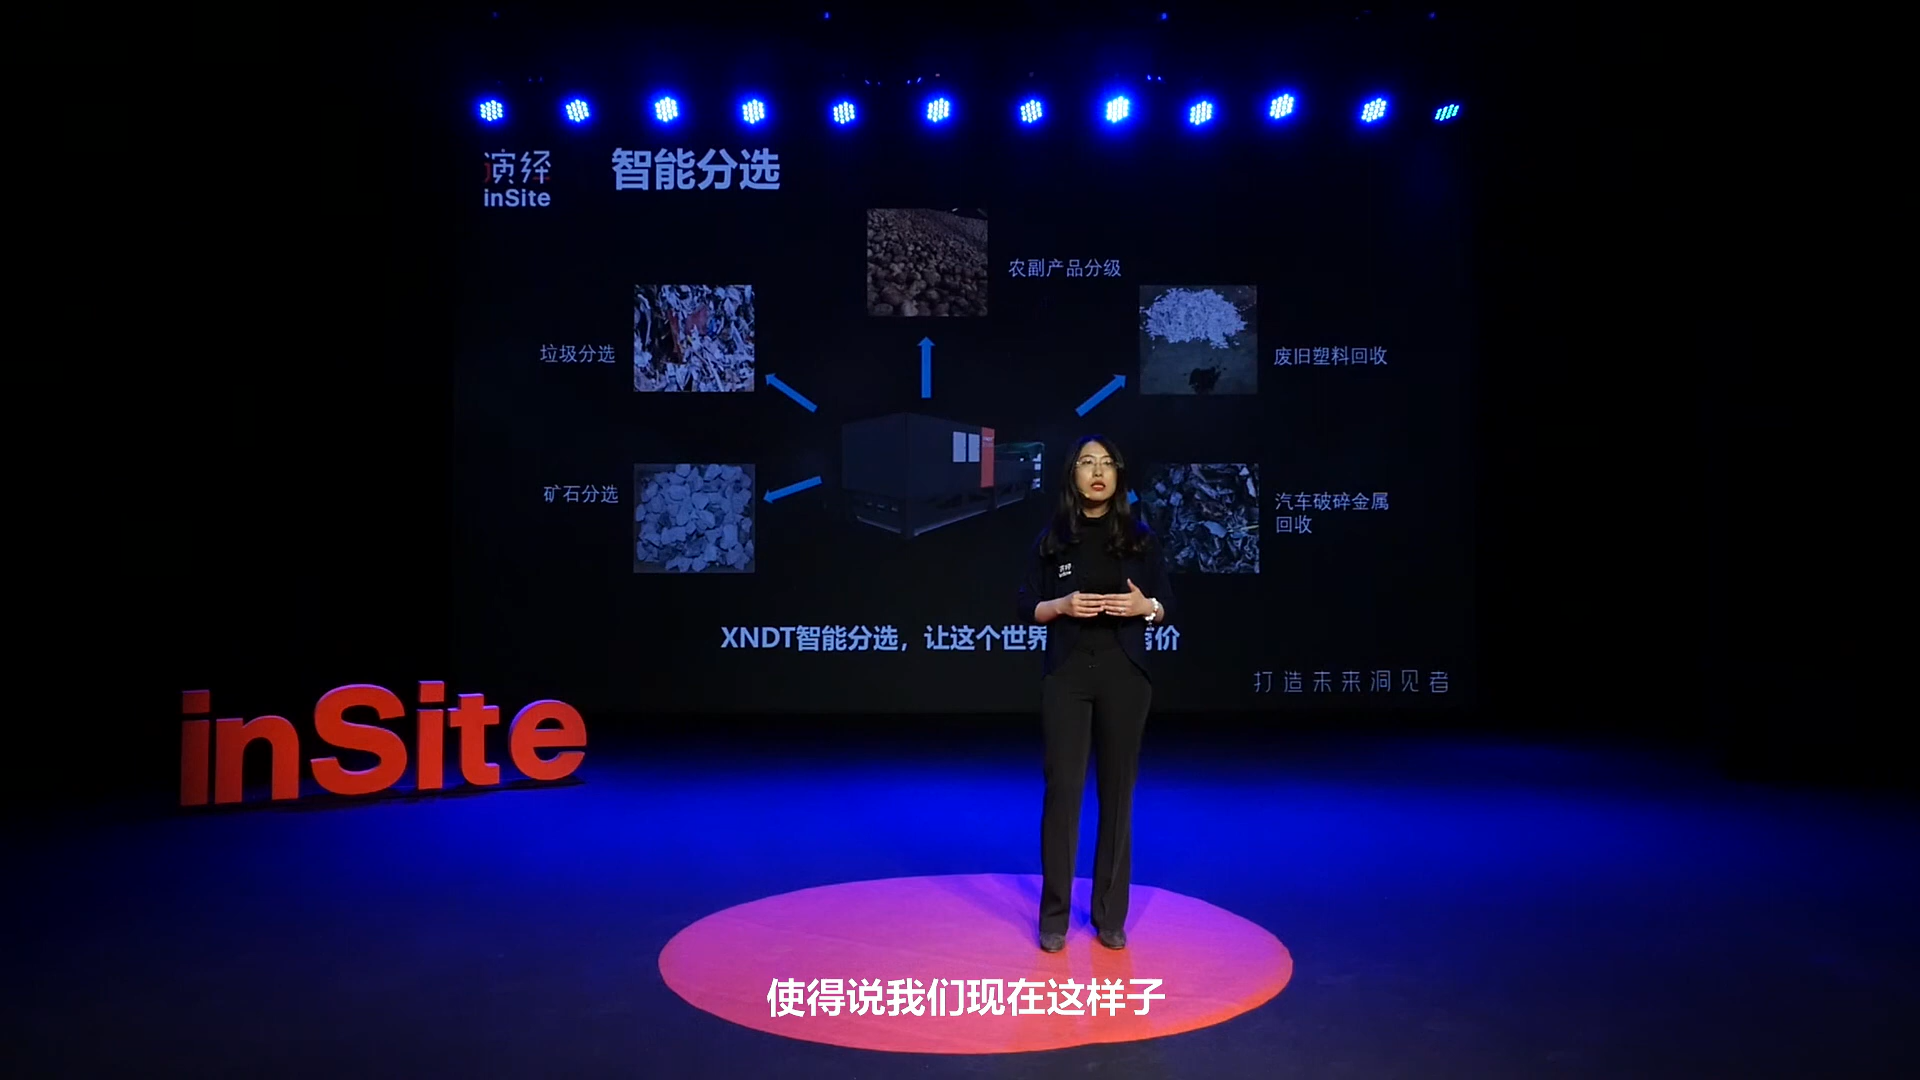 演经
inSite
智能分选
农副产品分级
垃圾分选
废旧塑料回收
矿石分选
汽车破碎金属
回收
XNDT智能分选，让这个世界
价
打造未来洞见者
inSite
使得说我们现在这样子